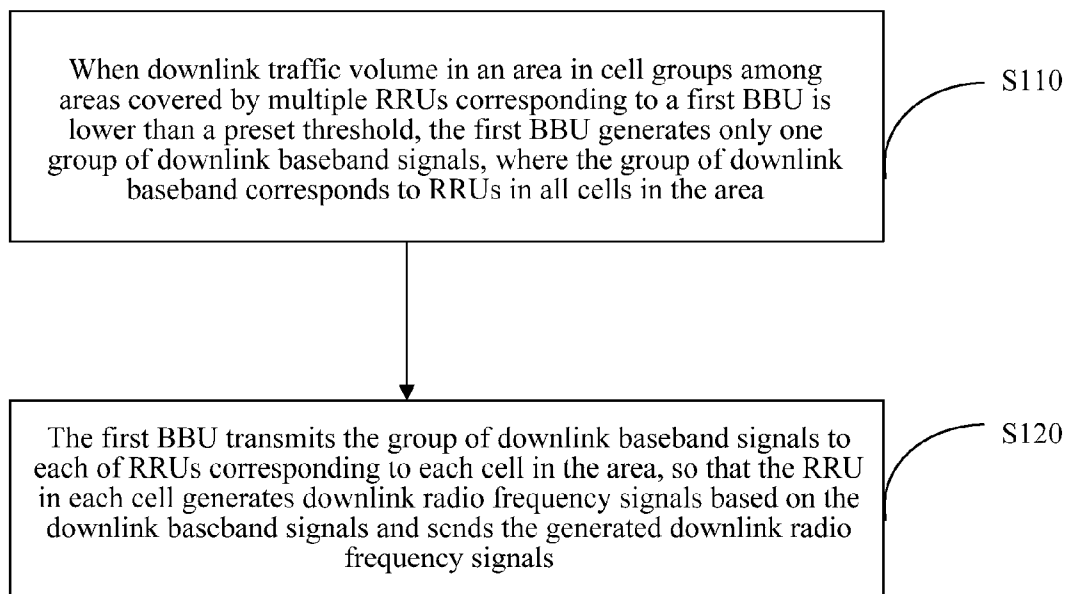 When downlink traffic volume in an area in cell groups among
areas covered by multiple RRUs corresponding to a first BBU is
lower than a preset threshold, the first BBU generates only one
group of downlink baseband signals, where the group of downlink
baseband corresponds to RRUs in all cells in the area
S110
The first BBU transmits the group of downlink baseband signals to
each of RRUs corresponding to each cell in the area, so that the RRU
in each cell generates downlink radio frequency signals based on the
downlink baseband signals and sends the generated downlink radio
frequency signals
S120